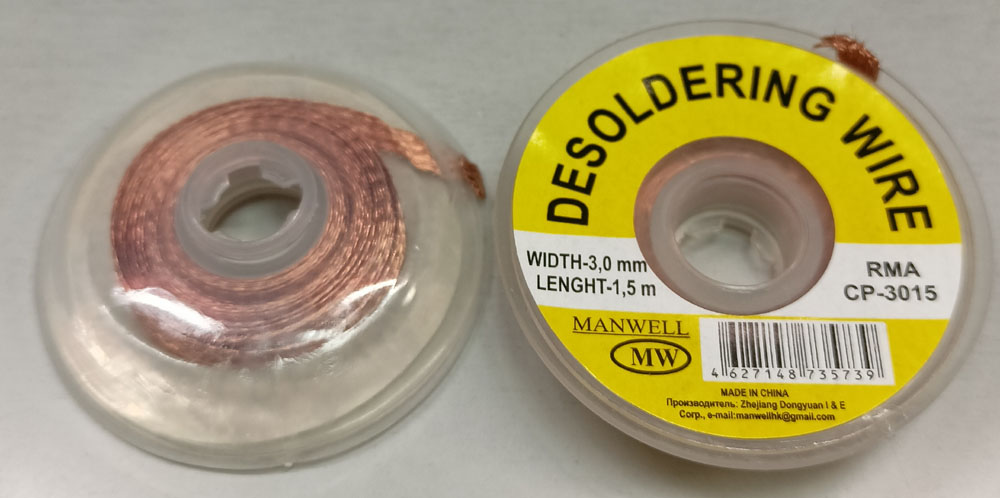 DESOLDERING WIRE
WIDTH-3,0 mm
LENGHT-1,5 m
RMA
CP-3015
MANWELL
MW
4 627148 735739
MADE IN CHINA
Производитель: Zhejiang Dongyuan I & E
Corp., e-mail:manwellhk@gmail.com